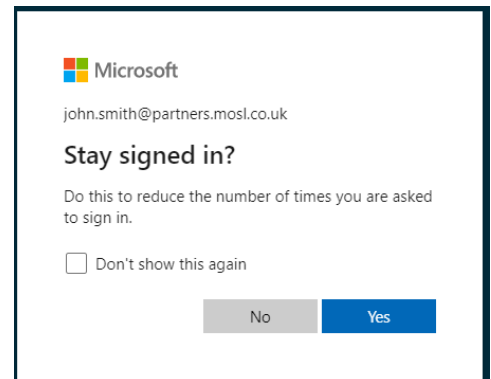 Microsoft
john.smith@partners.mosl.co.uk
Stay signed in?
Do this to reduce the number of times you are asked
to sign in.
Don't show this again
No Yes